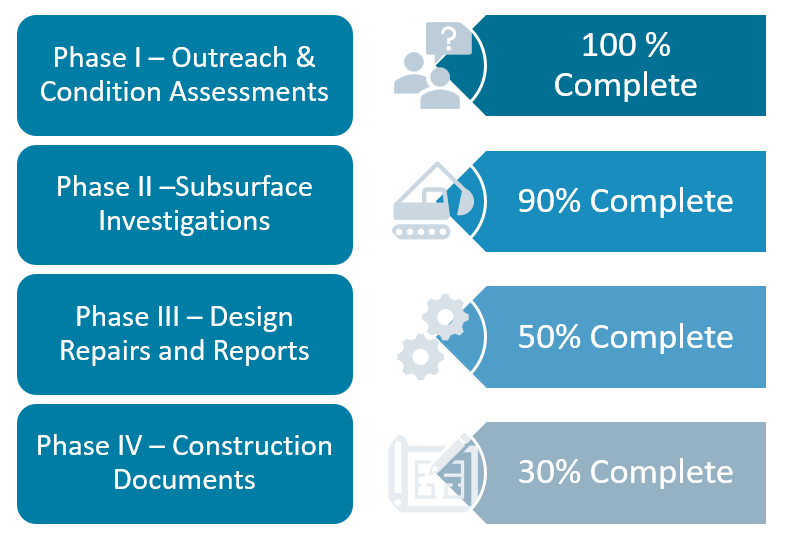 Phase I – Outreach &
Condition Assessments
?
100 %
Complete
Phase II –Subsurface
Investigations
90% Complete
Phase III – Design
Repairs and Reports
50% Complete
Phase IV – Construction
Documents
30% Complete